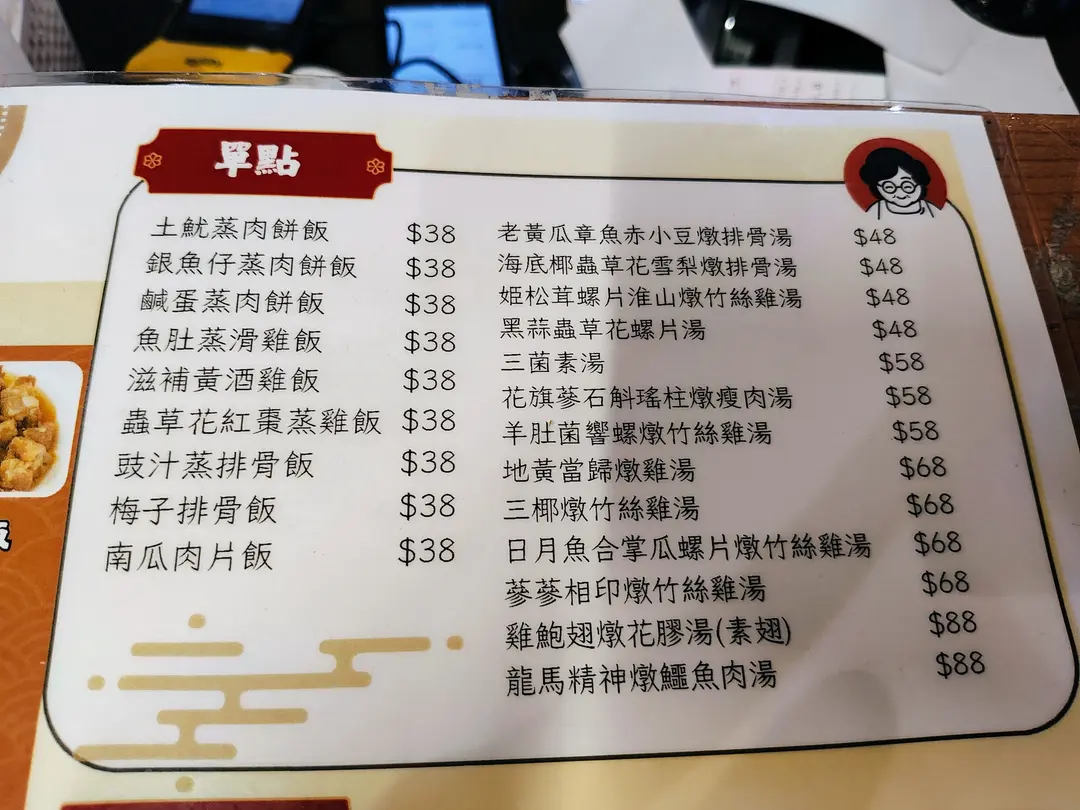 單點
土魷蒸肉餅飯 $38
銀魚仔蒸肉餅飯 $38
鹹蛋蒸肉餅飯 $38
魚肚蒸滑雞飯 $38
滋補黃酒雞飯 $38
蟲草花紅棗蒸雞飯 $38
豉汁蒸排骨飯 $38
梅子排骨飯 $38
南瓜肉片飯 $38
老黃瓜章魚赤小豆燉排骨湯 $48
海底椰蟲草花雪梨燉排骨湯 $48
姬松茸螺片淮山燉竹絲雞湯 $48
黑蒜蟲草花螺片湯 $48
三菌素湯 $58
花旗蔘石斛瑤柱燉瘦肉湯 $58
羊肚菌響螺燉竹絲雞湯 $58
地黃當歸燉雞湯 $68
三椰燉竹絲雞湯 $68
日月魚合掌瓜螺片燉竹絲雞湯 $68
蔘蔘相印燉竹絲雞湯 $68
雞鮑翅燉花膠湯(素翅) $88
龍馬精神燉鱷魚肉湯 $88